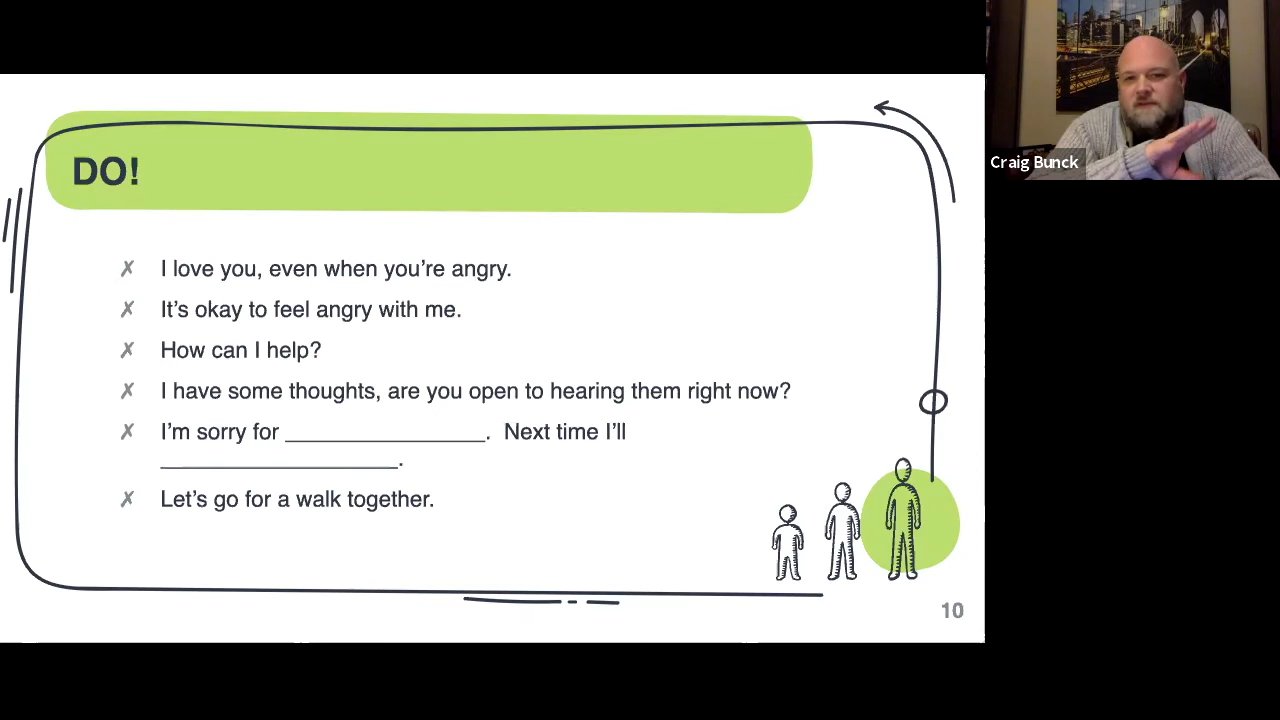 Craig Bunck
DO!
✗ I love you, even when you’re angry.
✗ It’s okay to feel angry with me.
✗ How can I help?
✗ I have some thoughts, are you open to hearing them right now?
✗ I’m sorry for _________________. Next time I’ll
____________________.
✗ Let’s go for a walk together.
10